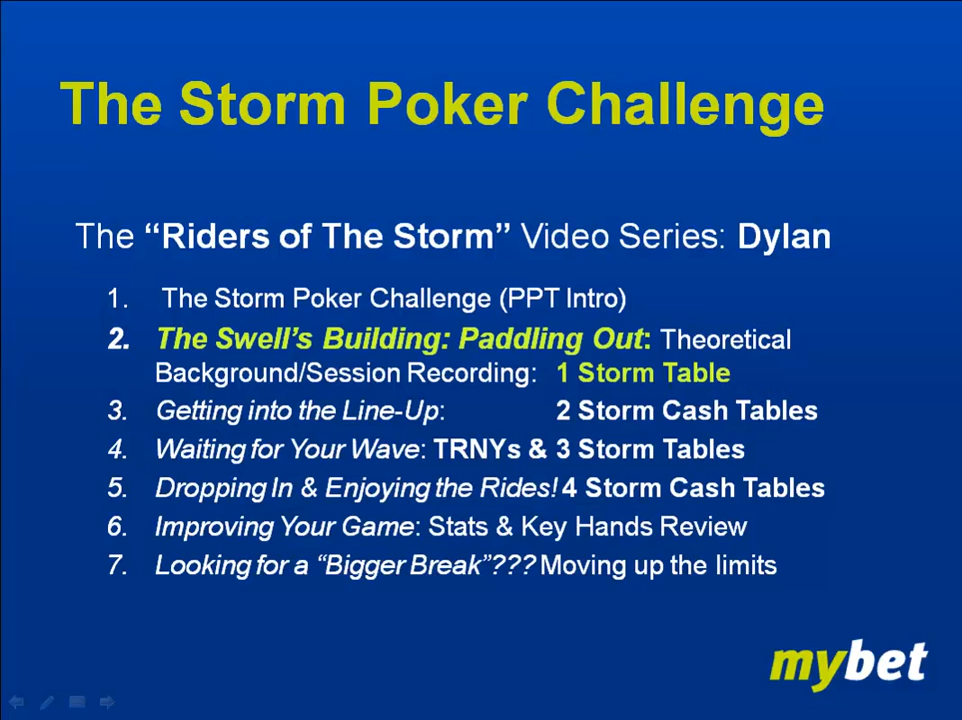 The Storm Poker Challenge
The “Riders of The Storm” Video Series: Dylan
1. The Storm Poker Challenge (PPT Intro)
2. The Swell’s Building: Paddling Out: Theoretical
Background/Session Recording: 1 Storm Table
3. Getting into the Line-Up: 2 Storm Cash Tables
4. Waiting for Your Wave: TRNYs & 3 Storm Tables
5. Dropping In & Enjoying the Rides! 4 Storm Cash Tables
6. Improving Your Game: Stats & Key Hands Review
7. Looking for a “Bigger Break”??? Moving up the limits
mybet